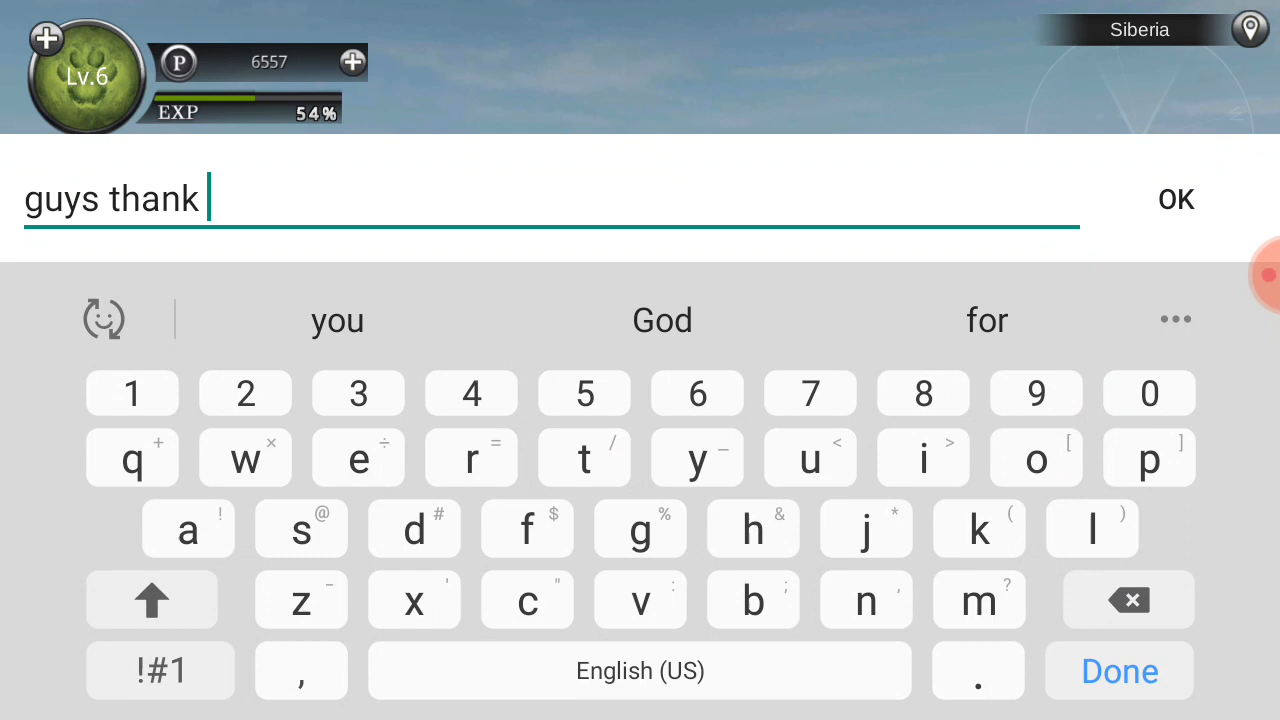 Siberia
Lv.6
P 6557
EXP 54%
guys thank
OK
you God for
1 2 3 4 5 6 7 8 9 0
q + w × e ÷ r = t / y _ u < i > o [ p ]
a ! s @ d # f $ g % h & j * k ( l )
z - x ' c " v : b ; n , m ?
!#1 , English (US) . Done